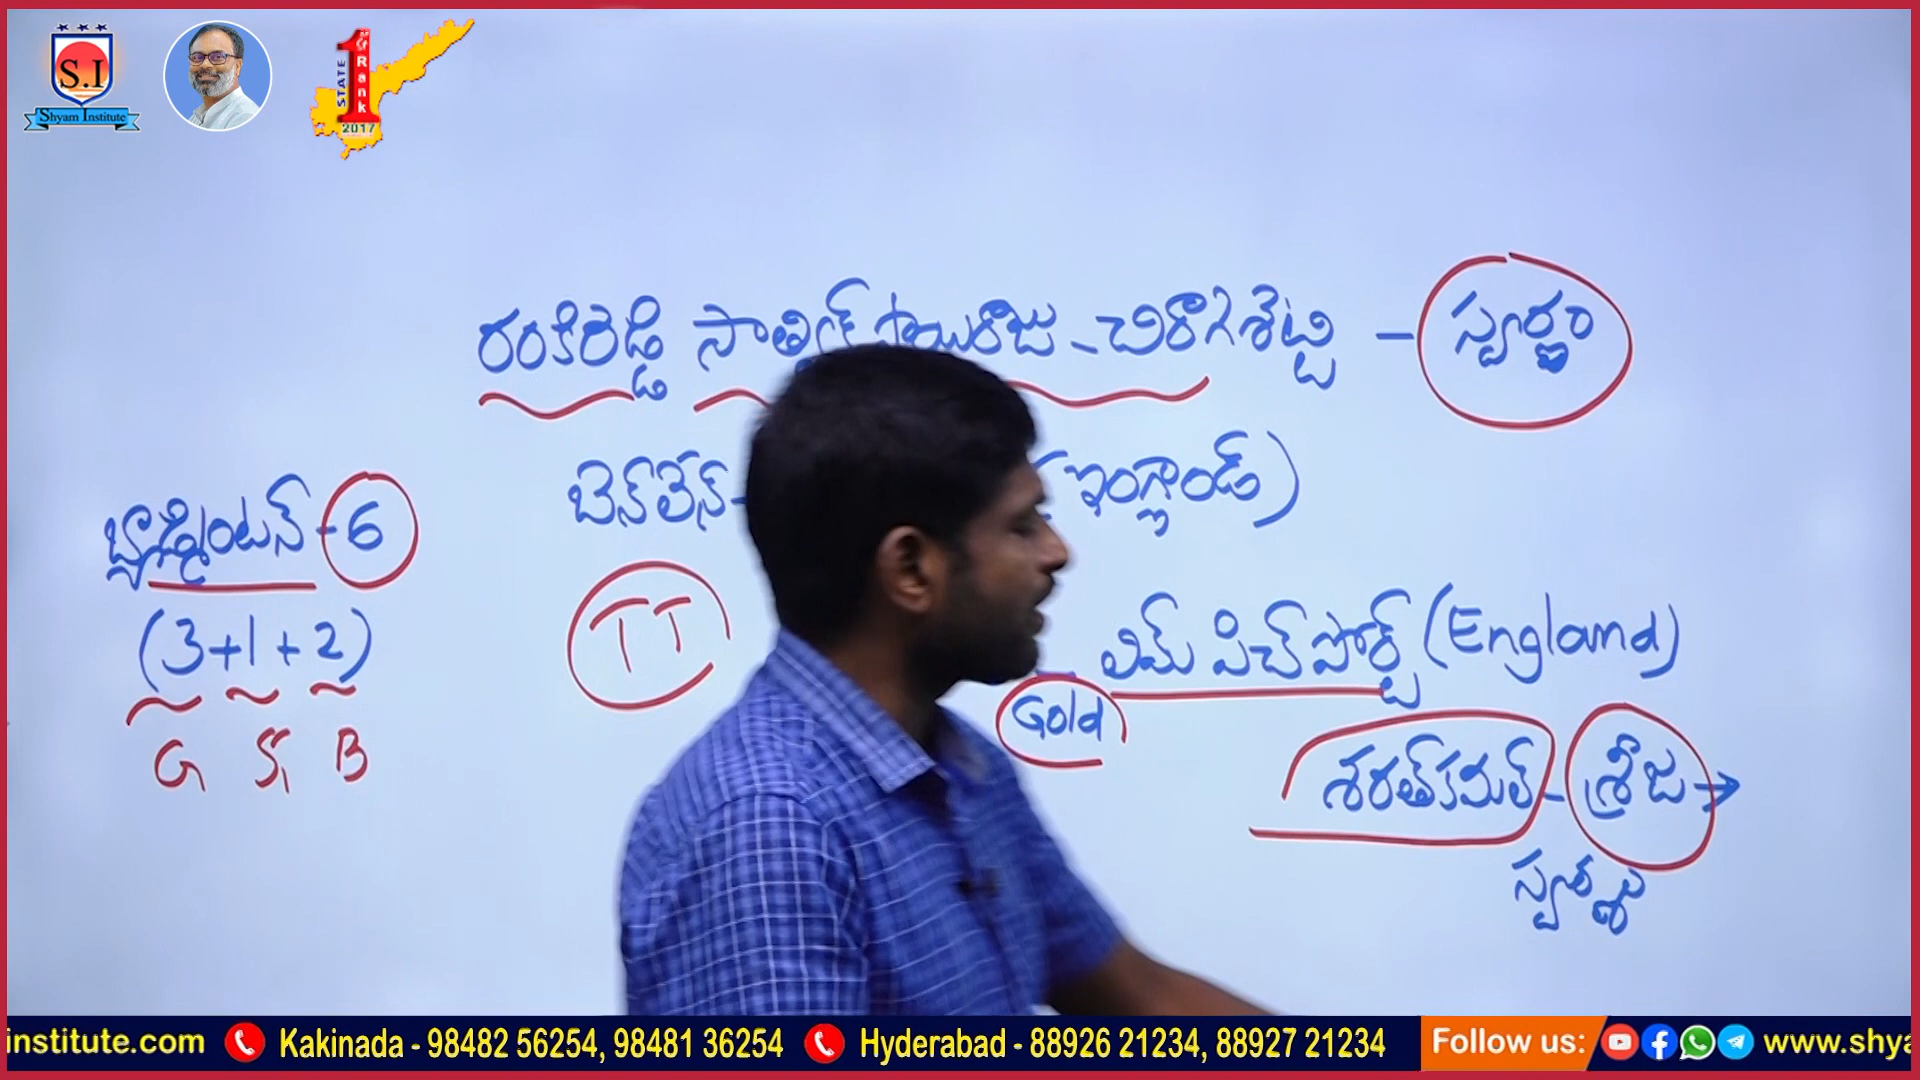 S.I
Shyam Institute
STATE 1st Rank
2017
రంకిరెడ్డి సాత్విక్ సాయిరాజు - చిరాగ్ శెట్టి - స్వర్ణం
బెన్ లేన్ - ఇంగ్లాండ్)
బ్యాడ్మింటన్ - 6
(3+1+2)
G S B
TT
లిమ్ పిచ్ ఫోర్డ్ (England)
Gold
శరత్ కమల్ - శ్రీజ →
స్వర్ణం
institute.com Kakinada - 98482 56254, 98481 36254 Hyderabad - 88926 21234, 88927 21234 Follow us: www.shya